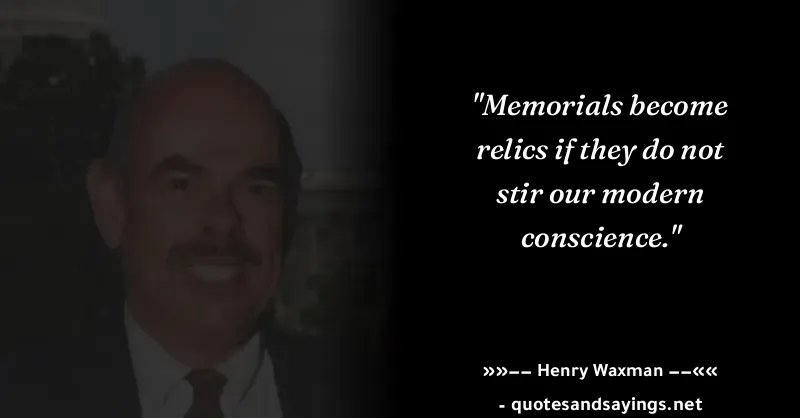 "Memorials become
relics if they do not
stir our modern
conscience."
»»−− Henry Waxman −−««
- quotesandsayings.net